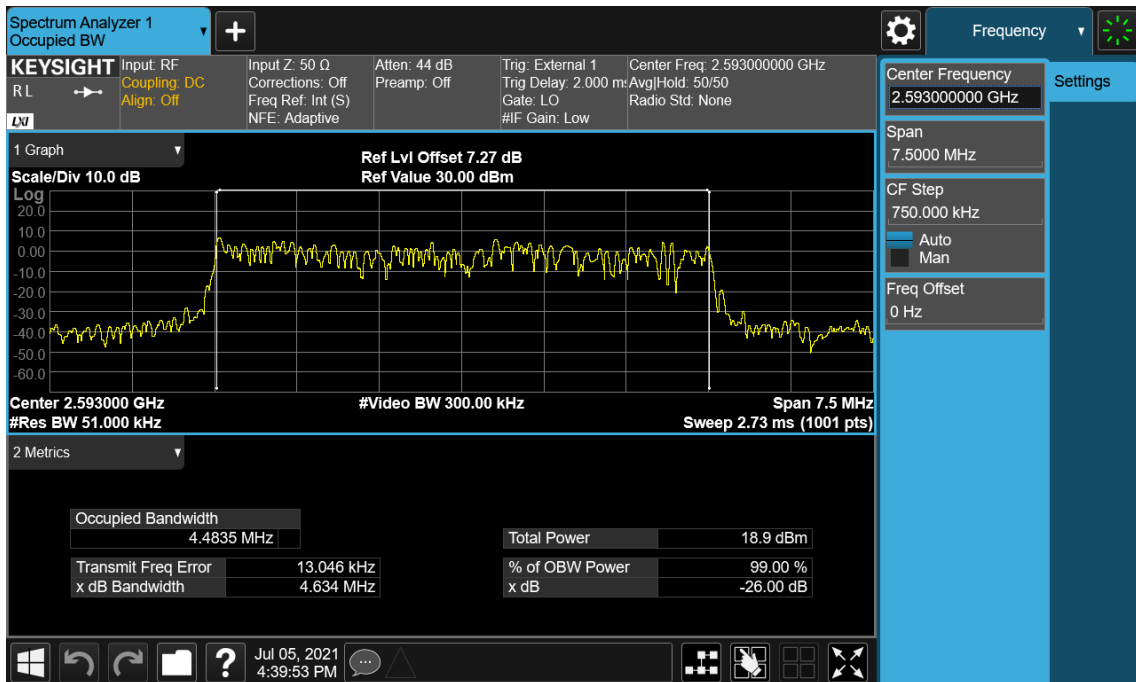 Spectrum Analyzer 1
Occupied BW
Frequency
KEYSIGHT
RL
LXI
Input: RF
Coupling: DC
Align: Off
Input Z: 50 Ω
Corrections: Off
Freq Ref: Int (S)
NFE: Adaptive
Atten: 44 dB
Preamp: Off
Trig: External 1
Trig Delay: 2.000 ms
Gate: LO
#IF Gain: Low
Center Freq: 2.593000000 GHz
Avg|Hold: 50/50
Radio Std: None
Center Frequency
2.593000000 GHz
Settings
Span
7.5000 MHz
CF Step
750.000 kHz
Auto
Man
Freq Offset
0 Hz
1 Graph
Scale/Div 10.0 dB
Ref Lvl Offset 7.27 dB
Ref Value 30.00 dBm
Log
20.0
10.0
0.00
-10.0
-20.0
-30.0
-40.0
-50.0
-60.0
Center 2.593000 GHz
#Video BW 300.00 kHz
Span 7.5 MHz
#Res BW 51.000 kHz
Sweep 2.73 ms (1001 pts)
2 Metrics
Occupied Bandwidth
4.4835 MHz
Total Power 18.9 dBm
Transmit Freq Error 13.046 kHz
% of OBW Power 99.00 %
x dB Bandwidth 4.634 MHz
x dB -26.00 dB
Jul 05, 2021
4:39:53 PM